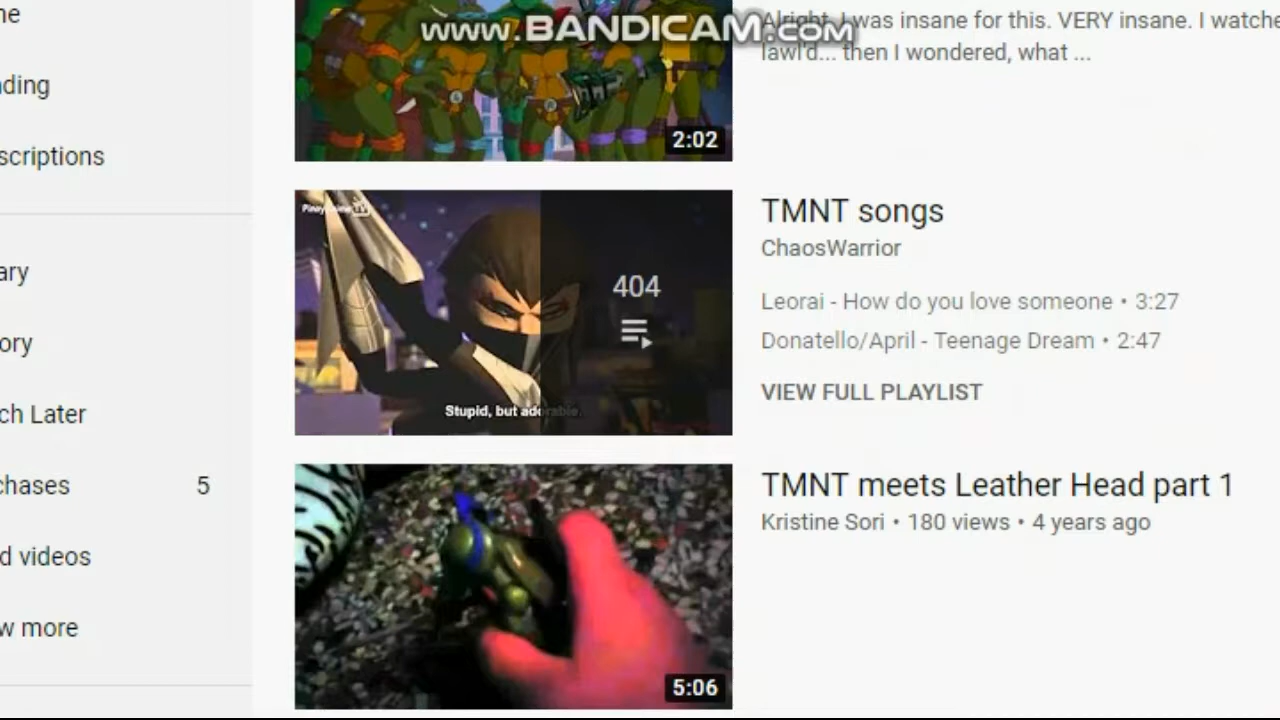 www.BANDICAM.com
Alright, I was insane for this. VERY insane. I watche
lawl'd... then I wondered, what ...
2:02
ne
ding
scriptions
ary
ory
ch Later
chases 5
d videos
w more
404
Stupid, but adorable.
TMNT songs
ChaosWarrior
Leorai - How do you love someone • 3:27
Donatello/April - Teenage Dream • 2:47
VIEW FULL PLAYLIST
5:06
TMNT meets Leather Head part 1
Kristine Sori • 180 views • 4 years ago